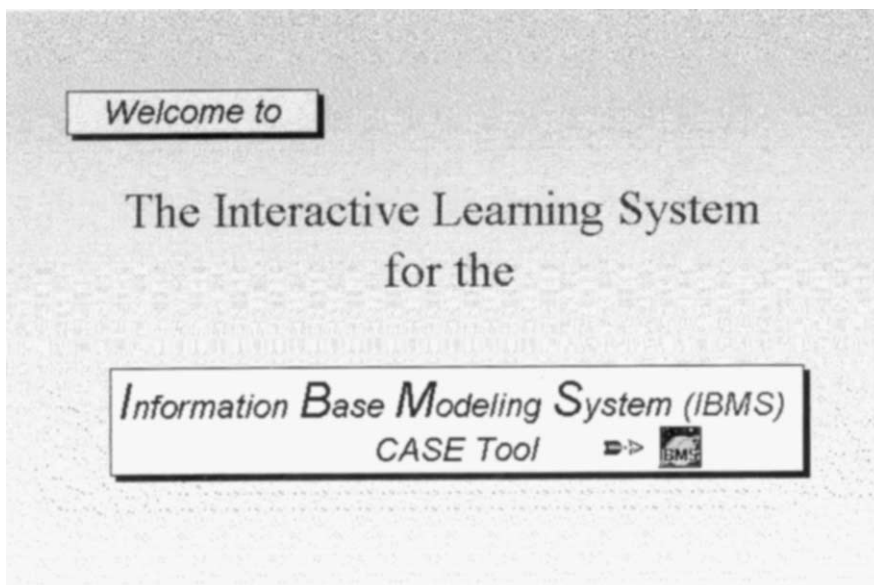 Welcome to
The Interactive Learning System
for the
Information Base Modeling System (IBMS)
CASE Tool
IBMS